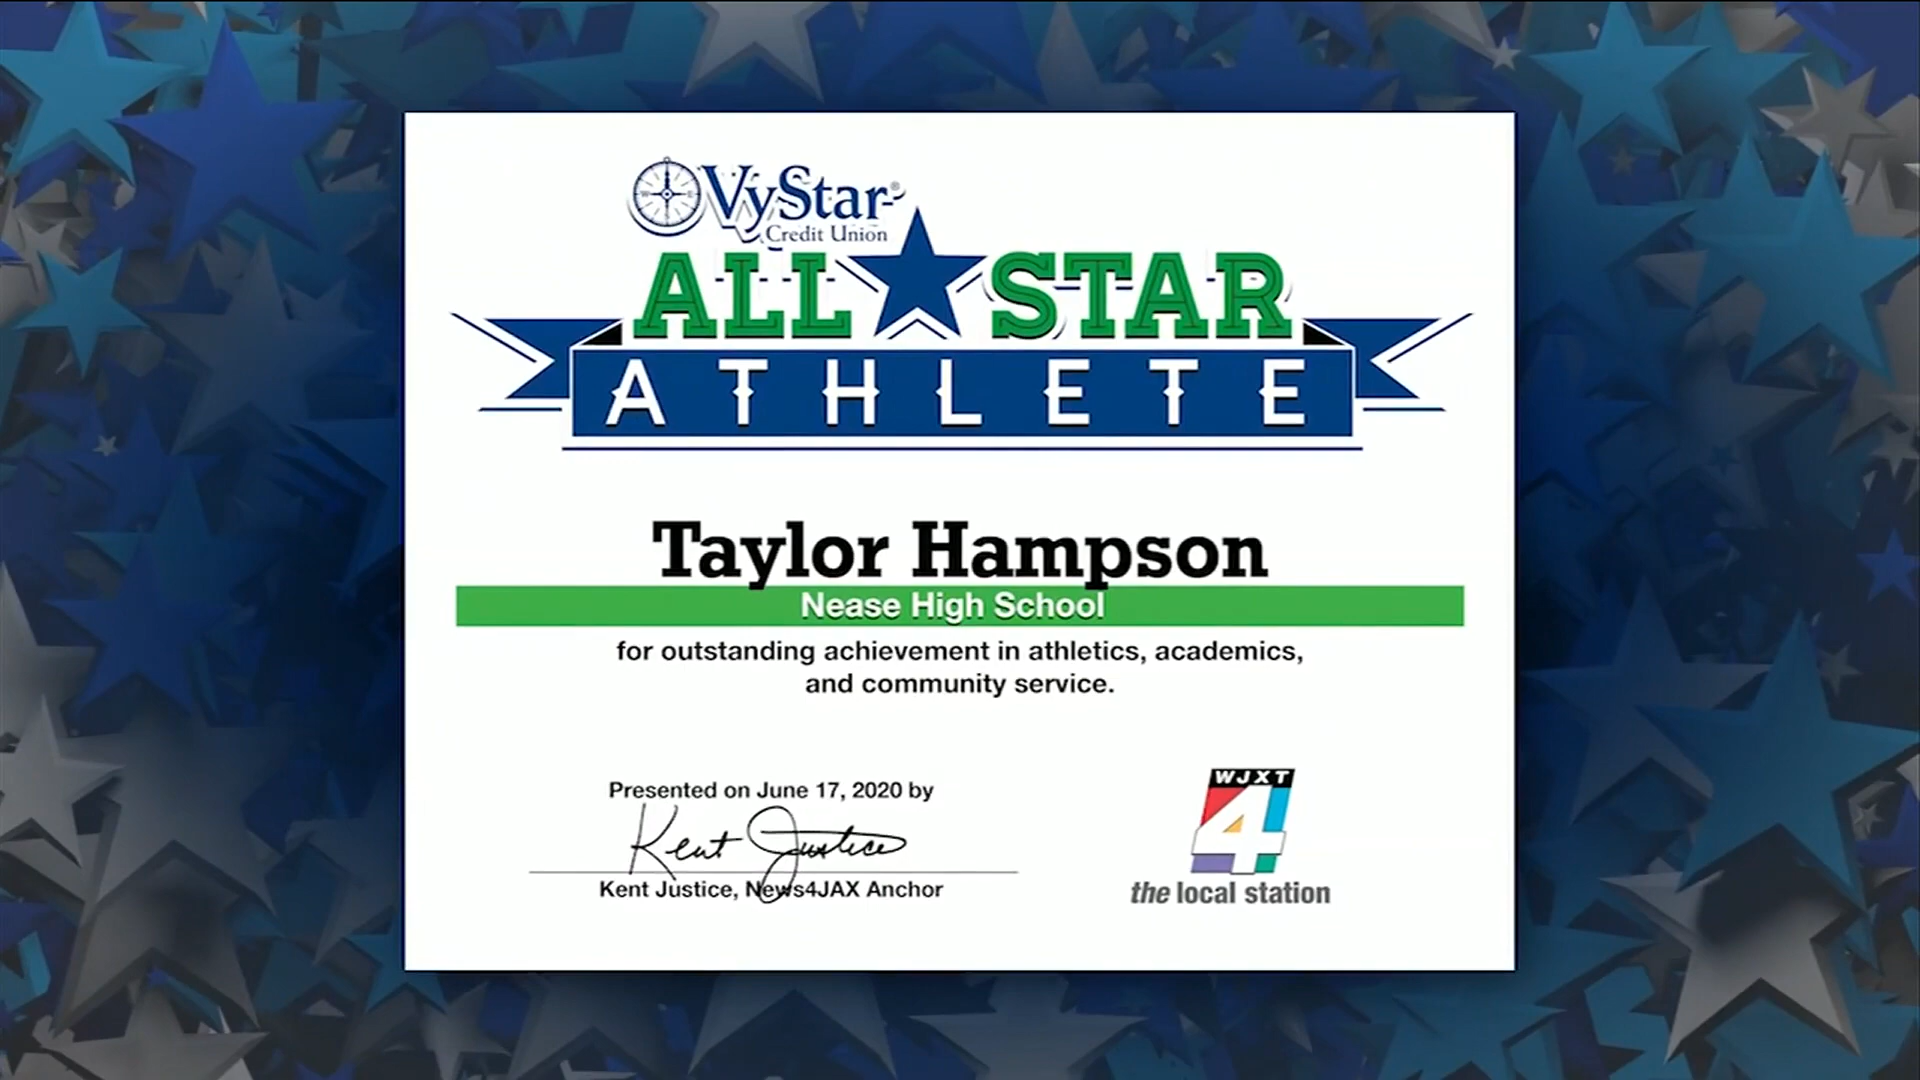 VyStar®
Credit Union
ALL STAR
ATHLETE
Taylor Hampson
Nease High School
for outstanding achievement in athletics, academics,
and community service.
Presented on June 17, 2020 by
Kent Justice
Kent Justice, News4JAX Anchor
WJXT
4
the local station